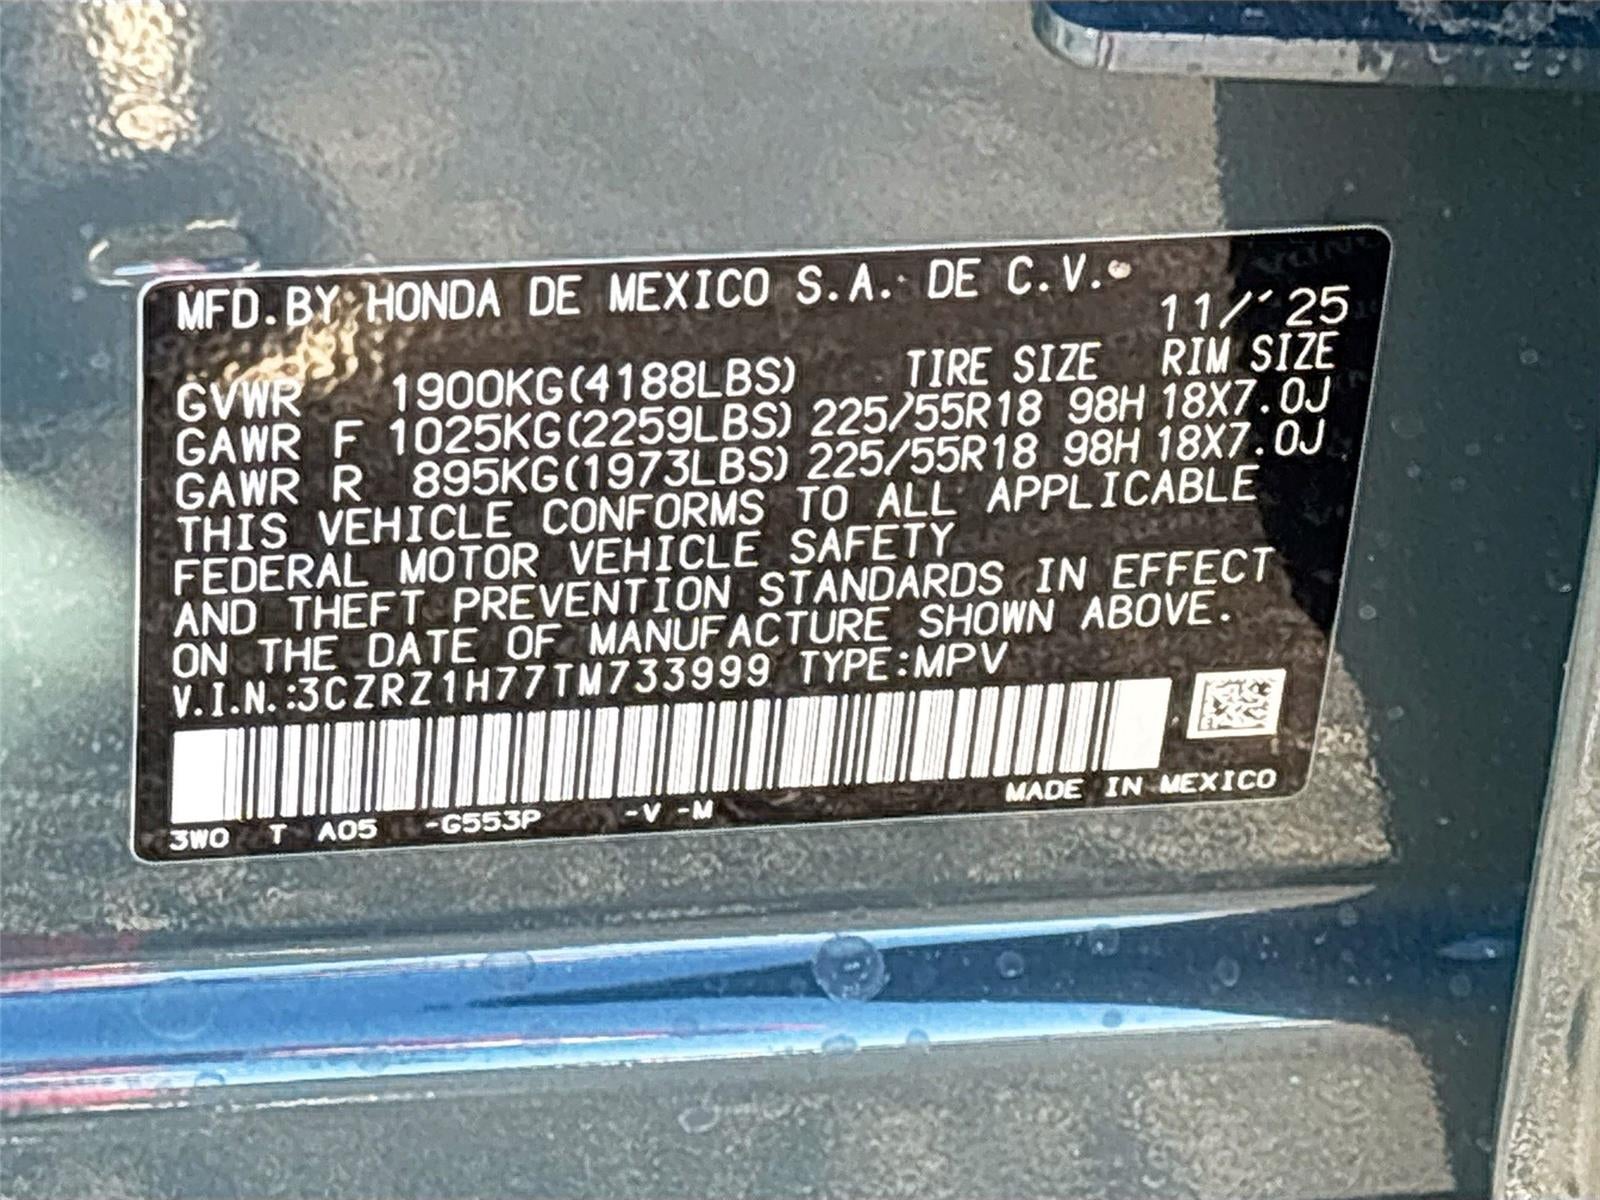 MFD.BY HONDA DE MEXICO S.A. DE C.V.
11/'25
TIRE SIZE RIM SIZE
GVWR 1900KG(4188LBS)
GAWR F 1025KG(2259LBS) 225/55R18 98H 18X7.0J
GAWR R 895KG(1973LBS) 225/55R18 98H 18X7.0J
THIS VEHICLE CONFORMS TO ALL APPLICABLE
FEDERAL MOTOR VEHICLE SAFETY
AND THEFT PREVENTION STANDARDS IN EFFECT
ON THE DATE OF MANUFACTURE SHOWN ABOVE.
V.I.N.:3CZRZ1H77TM733999 TYPE:MPV
3W0 T A05 -G553P -V -M MADE IN MEXICO